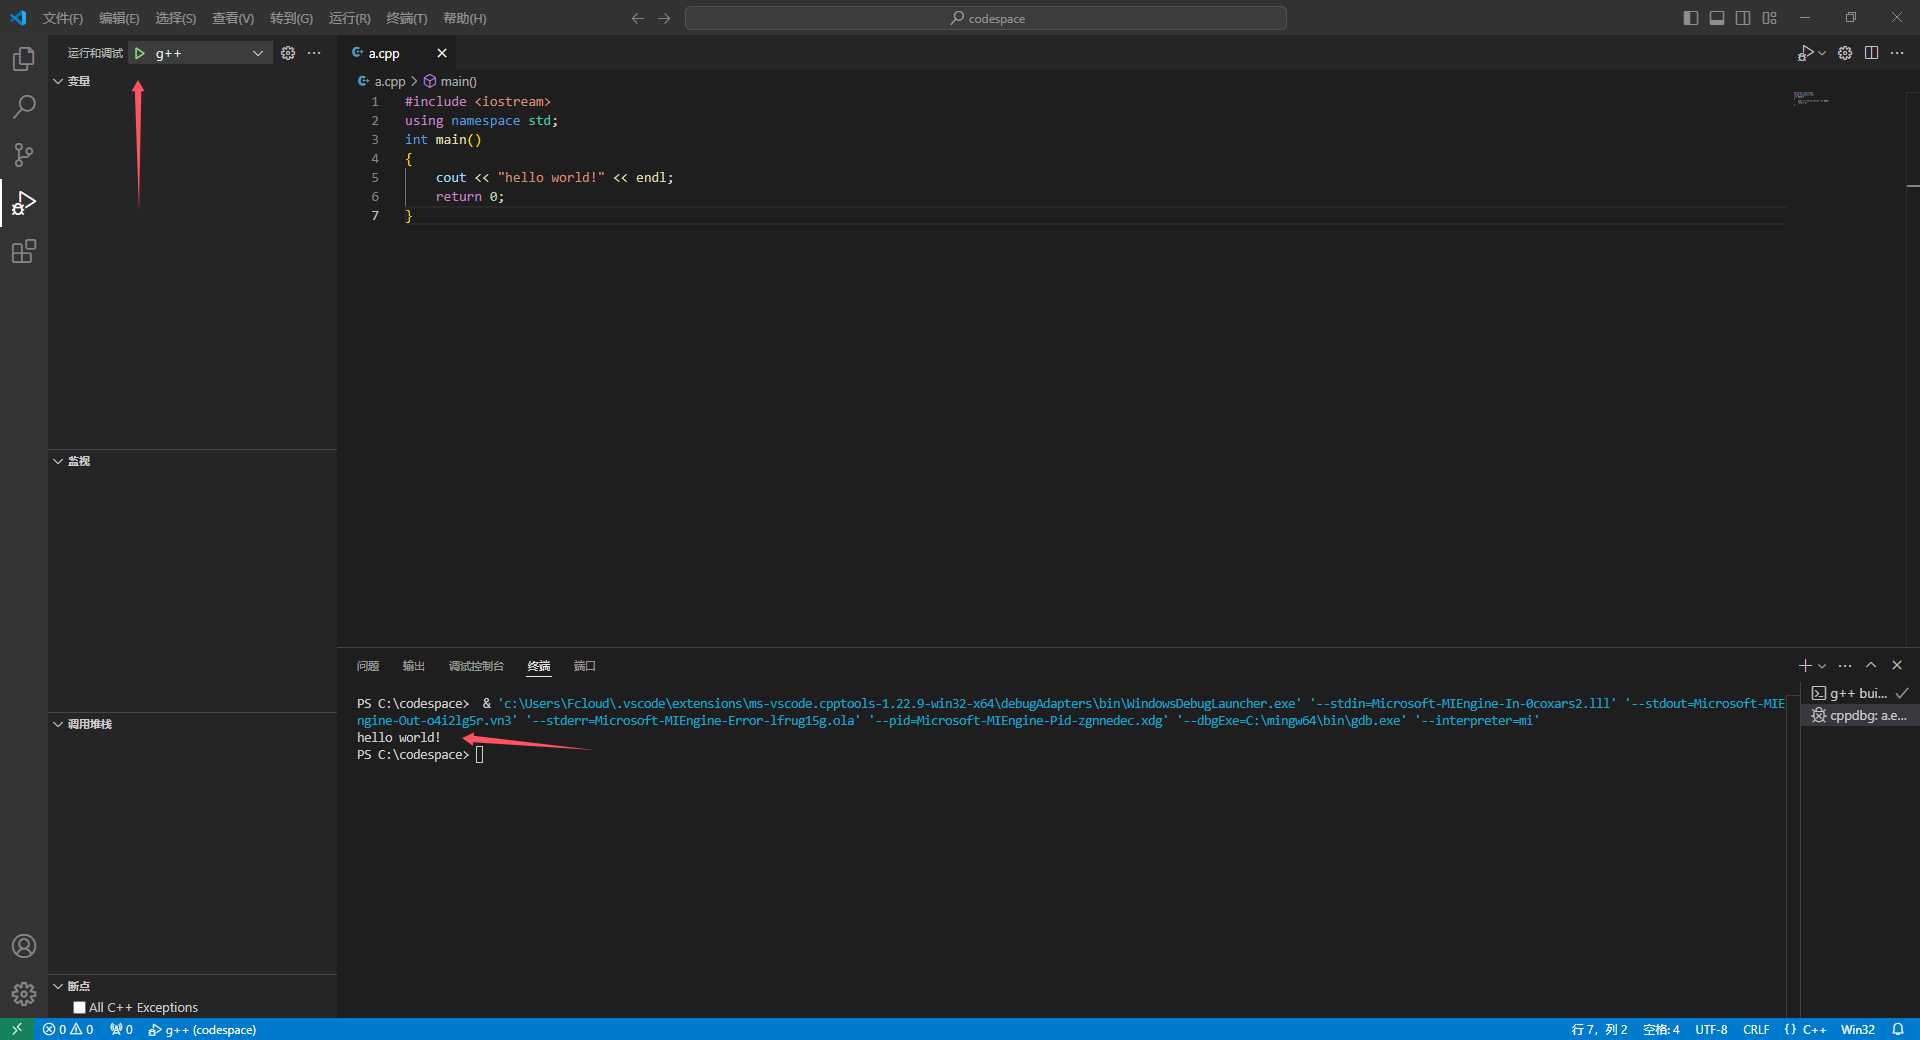 文件(F) 编辑(E) 选择(S) 查看(V) 转到(G) 运行(R) 终端(T) 帮助(H) codespace
运行和调试 g++
a.cpp
变量
a.cpp > main()
1 #include <iostream>
2 using namespace std;
3 int main()
4 {
5 cout << "hello world!" << endl;
6 return 0;
7 }
监视
调用堆栈
断点
All C++ Exceptions
问题 输出 调试控制台 终端 端口
PS C:\codespace>  & 'c:\Users\Fcloud\.vscode\extensions\ms-vscode.cpptools-1.22.9-win32-x64\debugAdapters\bin\WindowsDebugLauncher.exe' '--stdin=Microsoft-MIEngine-In-0coxars2.lll' '--stdout=Microsoft-MIE
ngine-Out-o4i2lg5r.vn3' '--stderr=Microsoft-MIEngine-Error-lfrug15g.ola' '--pid=Microsoft-MIEngine-Pid-zgnnedec.xdg' '--dbgExe=C:\mingw64\bin\gdb.exe' '--interpreter=mi'
hello world!
PS C:\codespace>
g++ bui...
cppdbg: a.e...
0 0 0 g++ (codespace) 行 7，列 2 空格: 4 UTF-8 CRLF {} C++ Win32